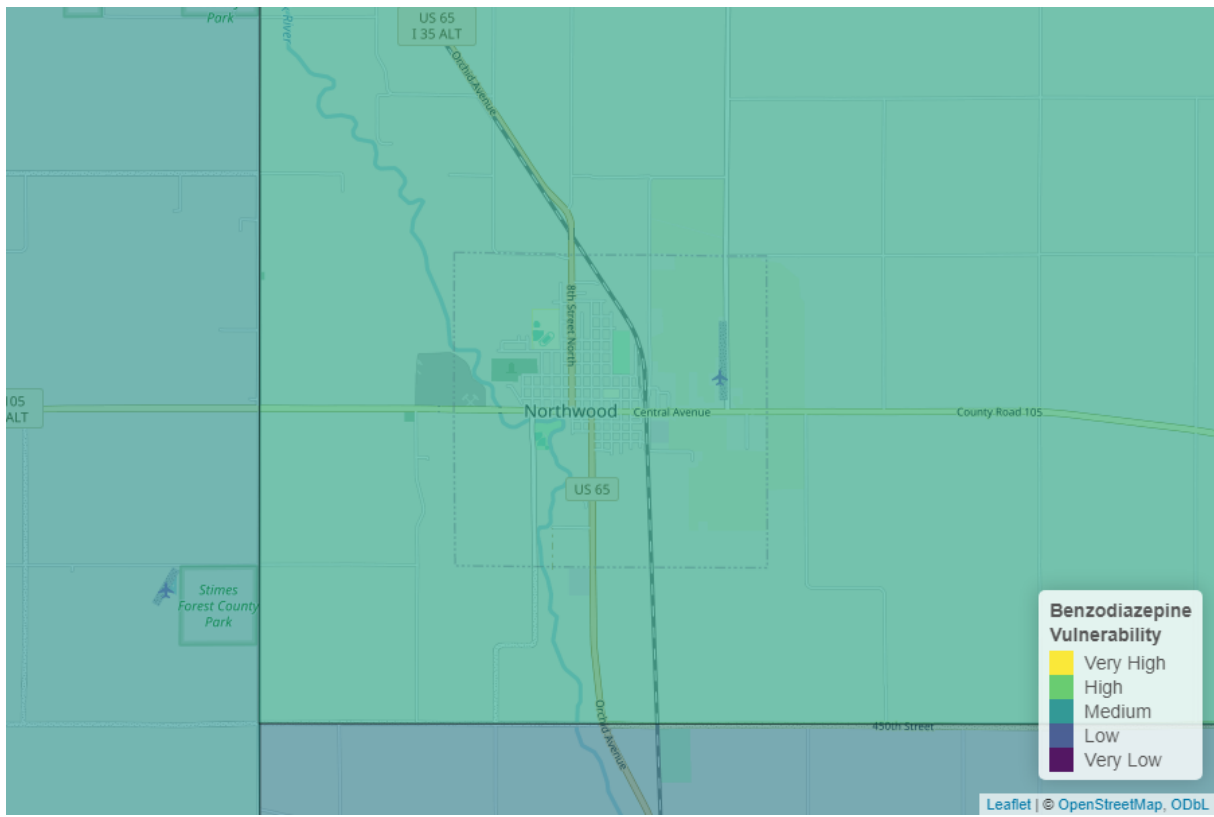 Park
River
US 65
I 35 ALT
Orchid Avenue
8th Street North
105
ALT
Northwood
Central Avenue
County Road 105
US 65
Stimes
Forest County
Park
Orchid Avenue
450th Street
Benzodiazepine
Vulnerability
Very High
High
Medium
Low
Very Low
Leaflet | © OpenStreetMap, ODbL